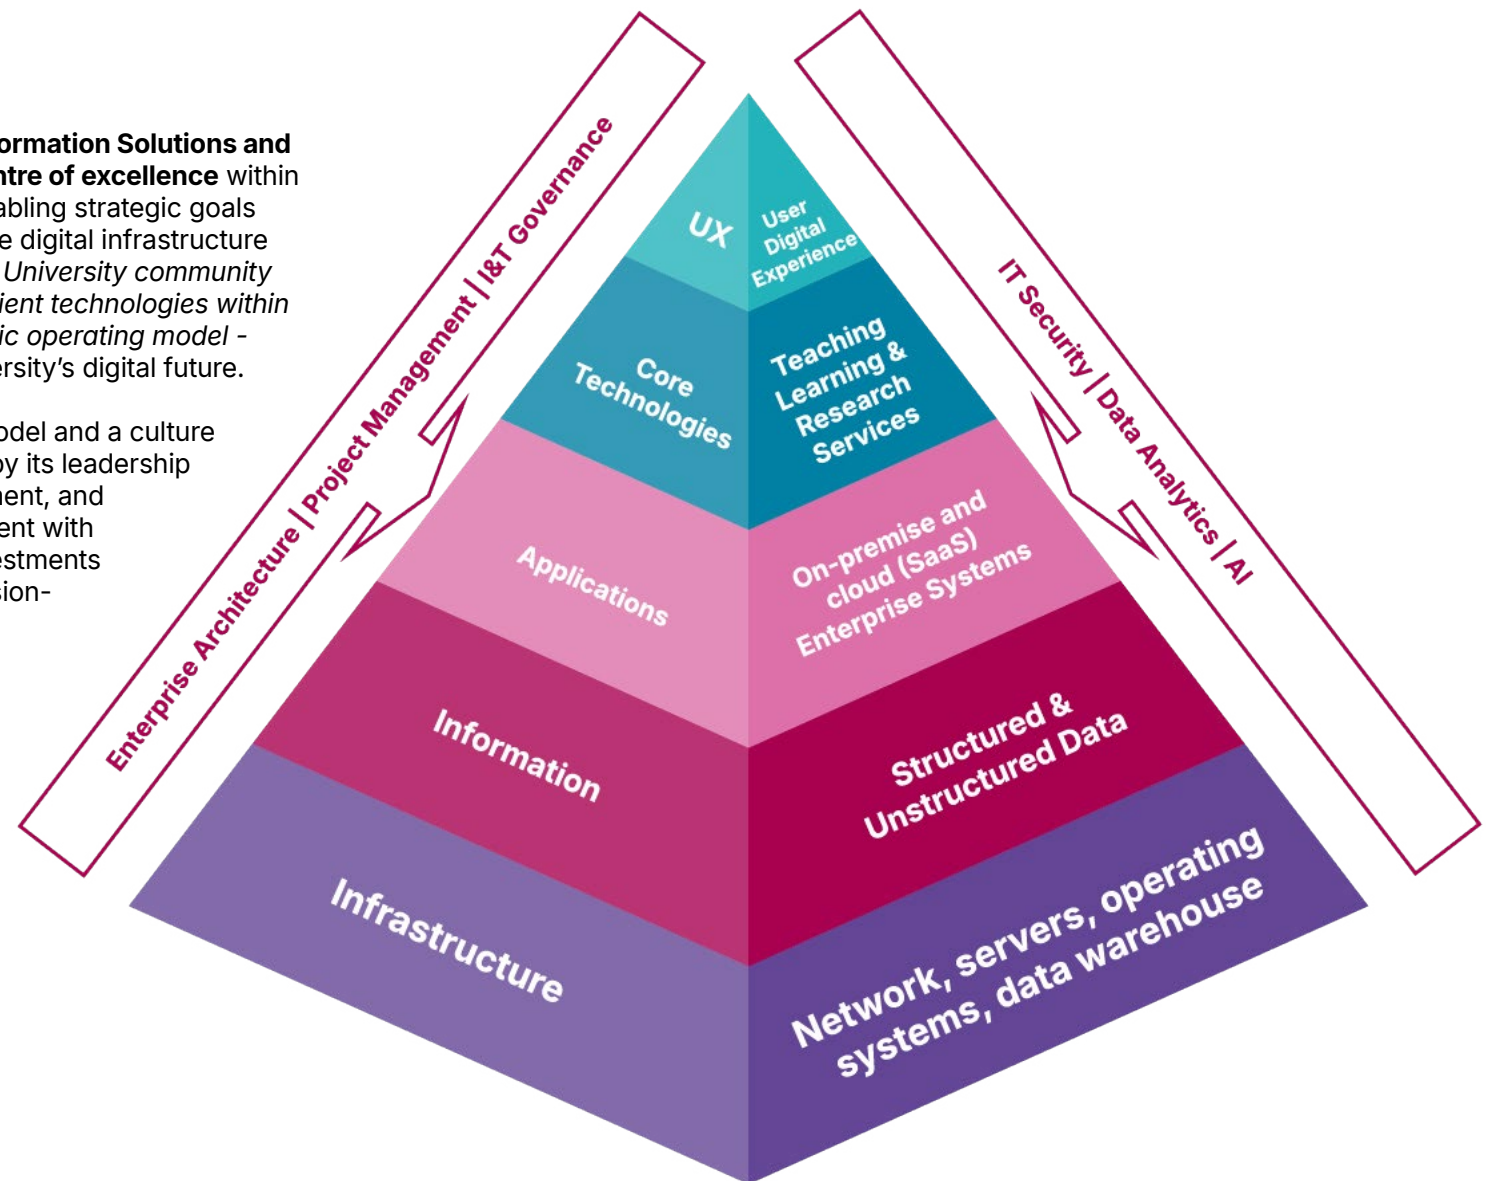 ormation Solutions and
ntre of excellence within
abling strategic goals
e digital infrastructure
University community
ient technologies within
ic operating model -
ersity's digital future.
odel and a culture
by its leadership
ment, and
ent with
estments
sion-
Enterprise Architecture | Project Management | I&T Governance
UX
User
Digital
Experience
Core
Technologies
Teaching
Learning &
Research
Services
Applications
On-premise and
cloud (SaaS)
Enterprise Systems
Information
Structured &
Unstructured Data
Infrastructure
Network, servers, operating
systems, data warehouse
IT Security | Data Analytics | AI